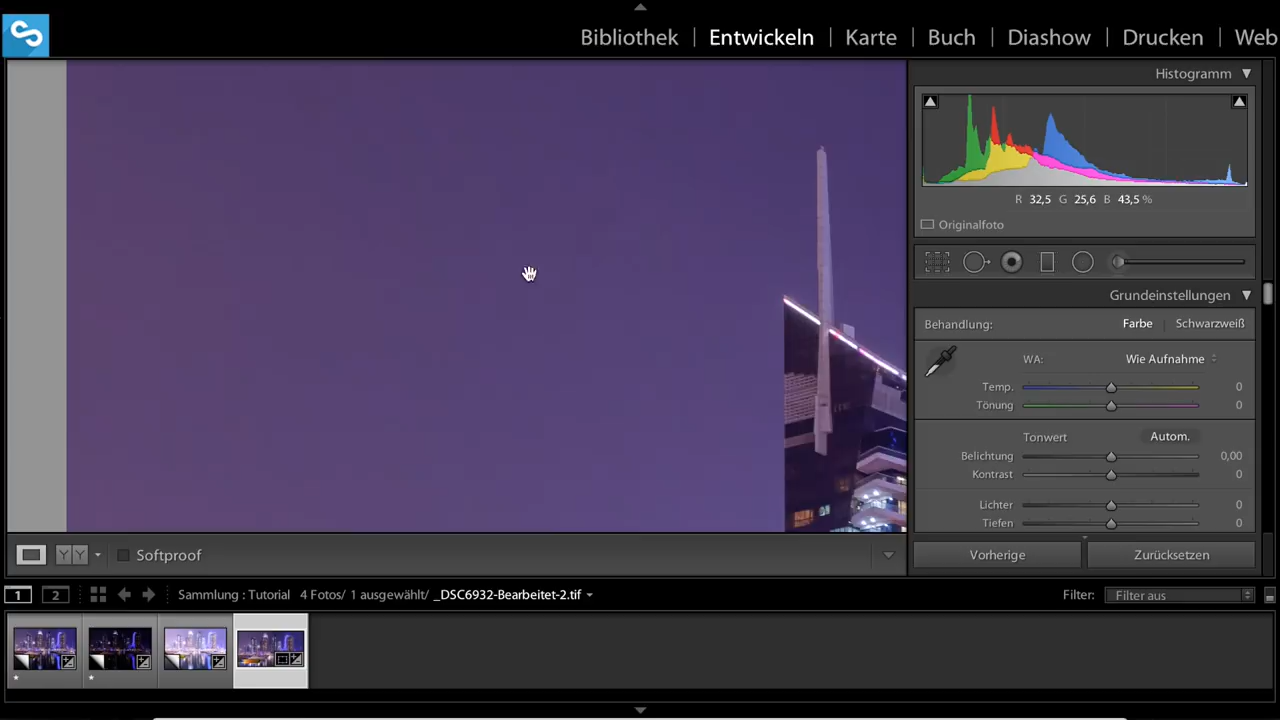 Bibliothek | Entwickeln | Karte | Buch | Diashow | Drucken | Web
Histogramm
R 32,5 G 25,6 B 43,5 %
Originalfoto
Grundeinstellungen
Behandlung: Farbe | Schwarzweiß
WA: Wie Aufnahme
Temp. 0
Tönung 0
Tonwert Autom.
Belichtung 0,00
Kontrast 0
Lichter 0
Tiefen 0
Y Y Softproof
Vorherige Zurücksetzen
1 2 Sammlung : Tutorial 4 Fotos/ 1 ausgewählt/ _DSC6932-Bearbeitet-2.tif
Filter: Filter aus